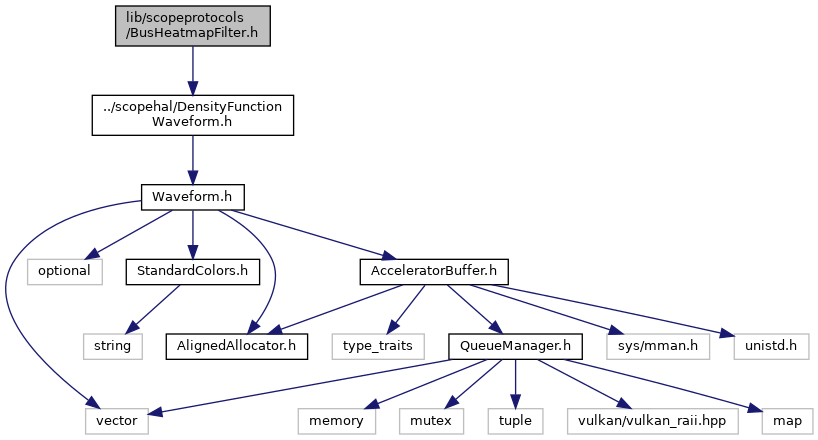 lib/scopeprotocols
/BusHeatmapFilter.h
../scopehal/DensityFunction
Waveform.h
Waveform.h
optional
StandardColors.h
AcceleratorBuffer.h
string
AlignedAllocator.h
type_traits
QueueManager.h
sys/mman.h
unistd.h
vector
memory
mutex
tuple
vulkan/vulkan_raii.hpp
map